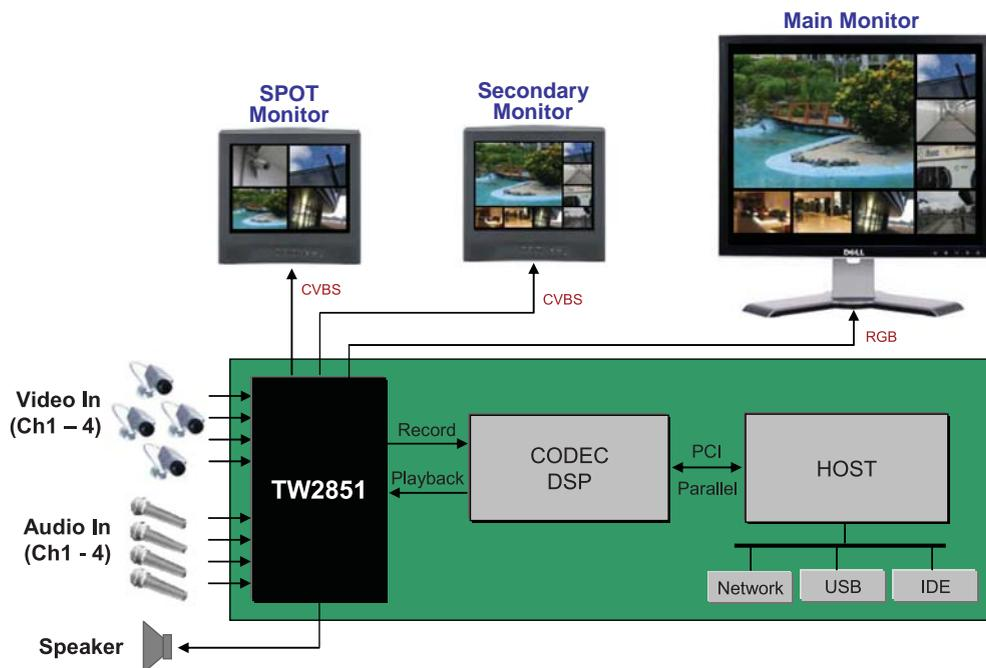 Main Monitor
SPOT
Monitor
Secondary
Monitor
DELL
CVBS
CVBS
RGB
Video In
(Ch1 – 4)
Audio In
(Ch1 - 4)
TW2851
Record
Playback
CODEC
DSP
PCI
Parallel
HOST
Network
USB
IDE
Speaker